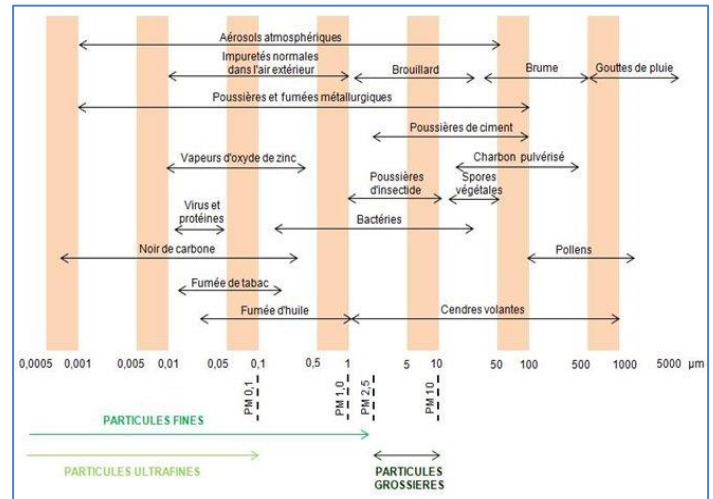 Aérosols atmosphériques
Impuretés normales
dans l'air extérieur
Brouillard
Brume
Gouttes de pluie
Poussières et fumées métallurgiques
Poussières de ciment
Vapeurs d'oxyde de zinc
Charbon pulvérisé
Poussières
d'insectide
Spores
végétales
Virus et
protéines
Bactéries
Noir de carbone
Pollens
Fumée de tabac
Fumée d'huile
Cendres volantes
0,0005 0,001 0,005 0,01 0,05 0,1 0,5 1 5 10 50 100 500 1000 5000 µm
PM 0,1
PM 1,0
PM 2,5
PM 10
PARTICULES FINES
PARTICULES ULTRAFINES
PARTICULES
GROSSIERES